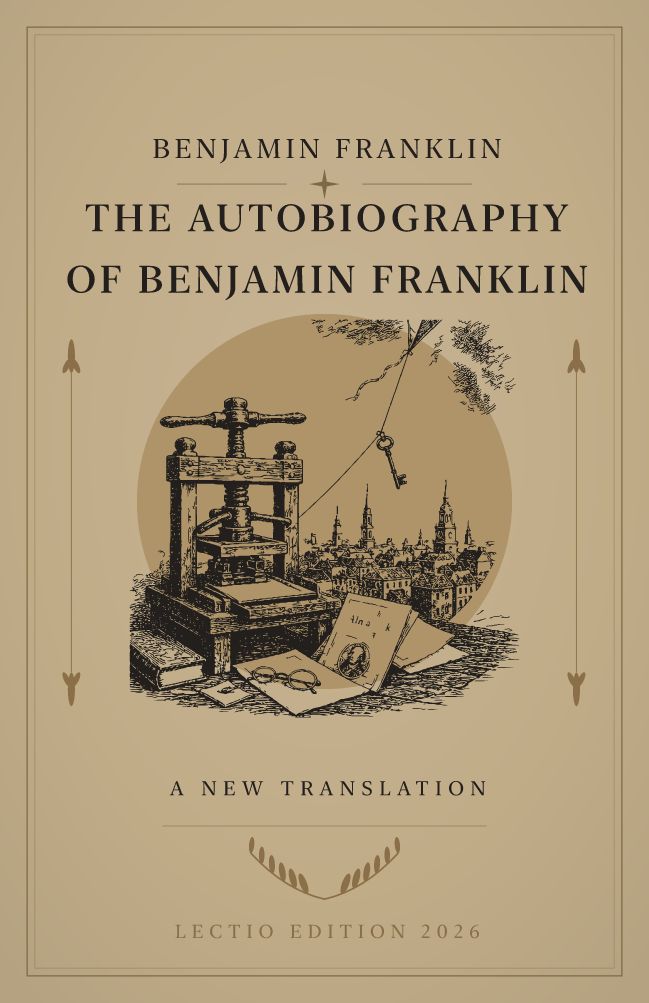 BENJAMIN FRANKLIN
THE AUTOBIOGRAPHY
OF BENJAMIN FRANKLIN
A NEW TRANSLATION
LECTIO EDITION 2026